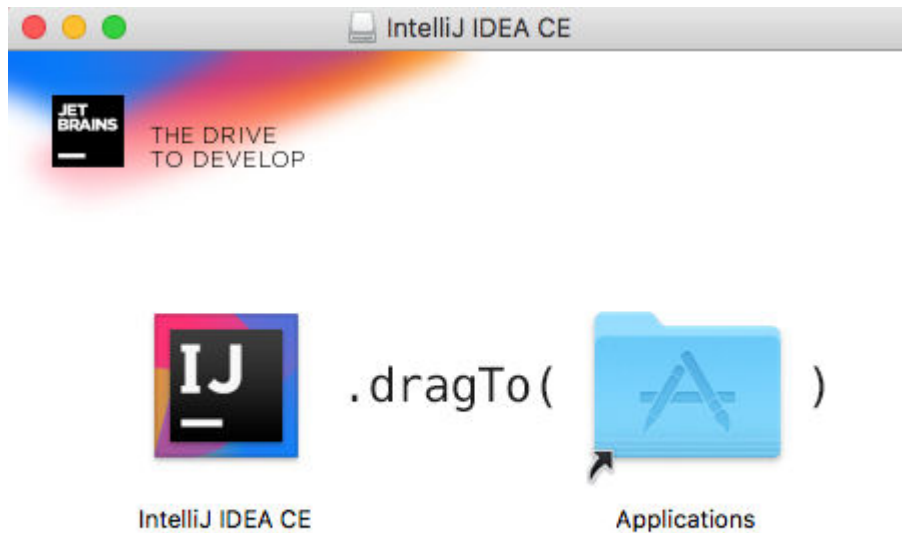 IntelliJ IDEA CE
JET
BRAINS
THE DRIVE
TO DEVELOP
IJ
.dragTo( )
IntelliJ IDEA CE
Applications